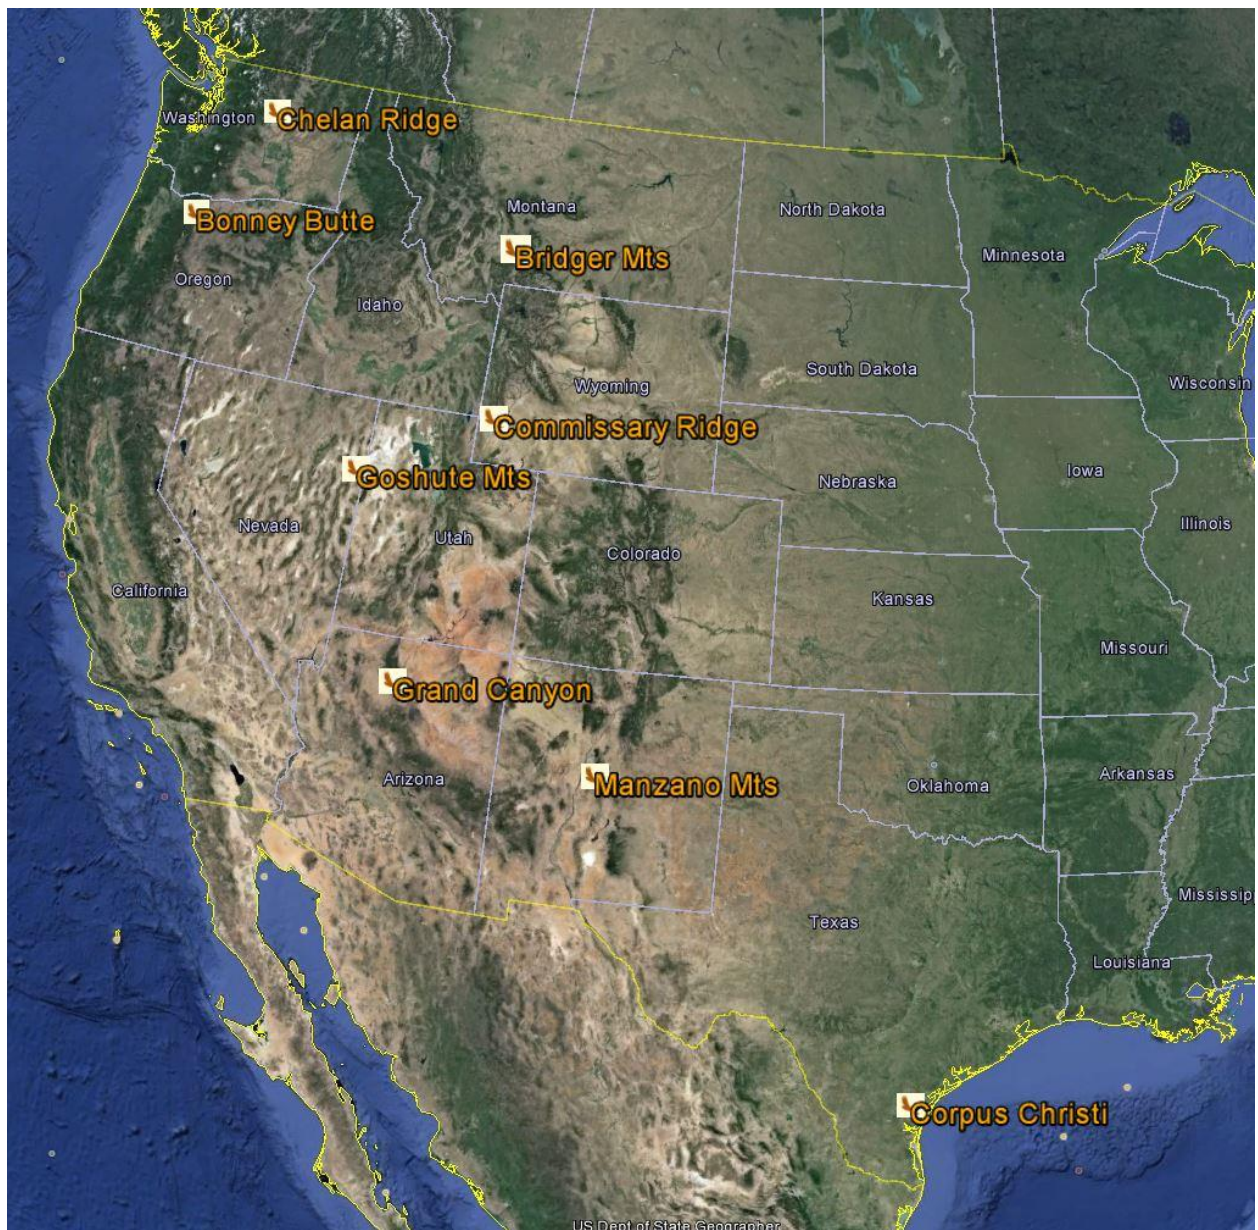 Washington
Chelan Ridge
Montana
North Dakota
Bonney Butte
Minnesota
Bridger Mts
Oregon
Idaho
South Dakota
Wyoming
Wisconsin
Commissary Ridge
Goshute Mts
Nebraska
Iowa
Nevada
Utah
Colorado
Illinois
California
Kansas
Missouri
Grand Canyon
Arizona
Manzano Mts
Oklahoma
Arkansas
Mississipp
Texas
Louisiana
Corpus Christi
US Dept of State Geographer